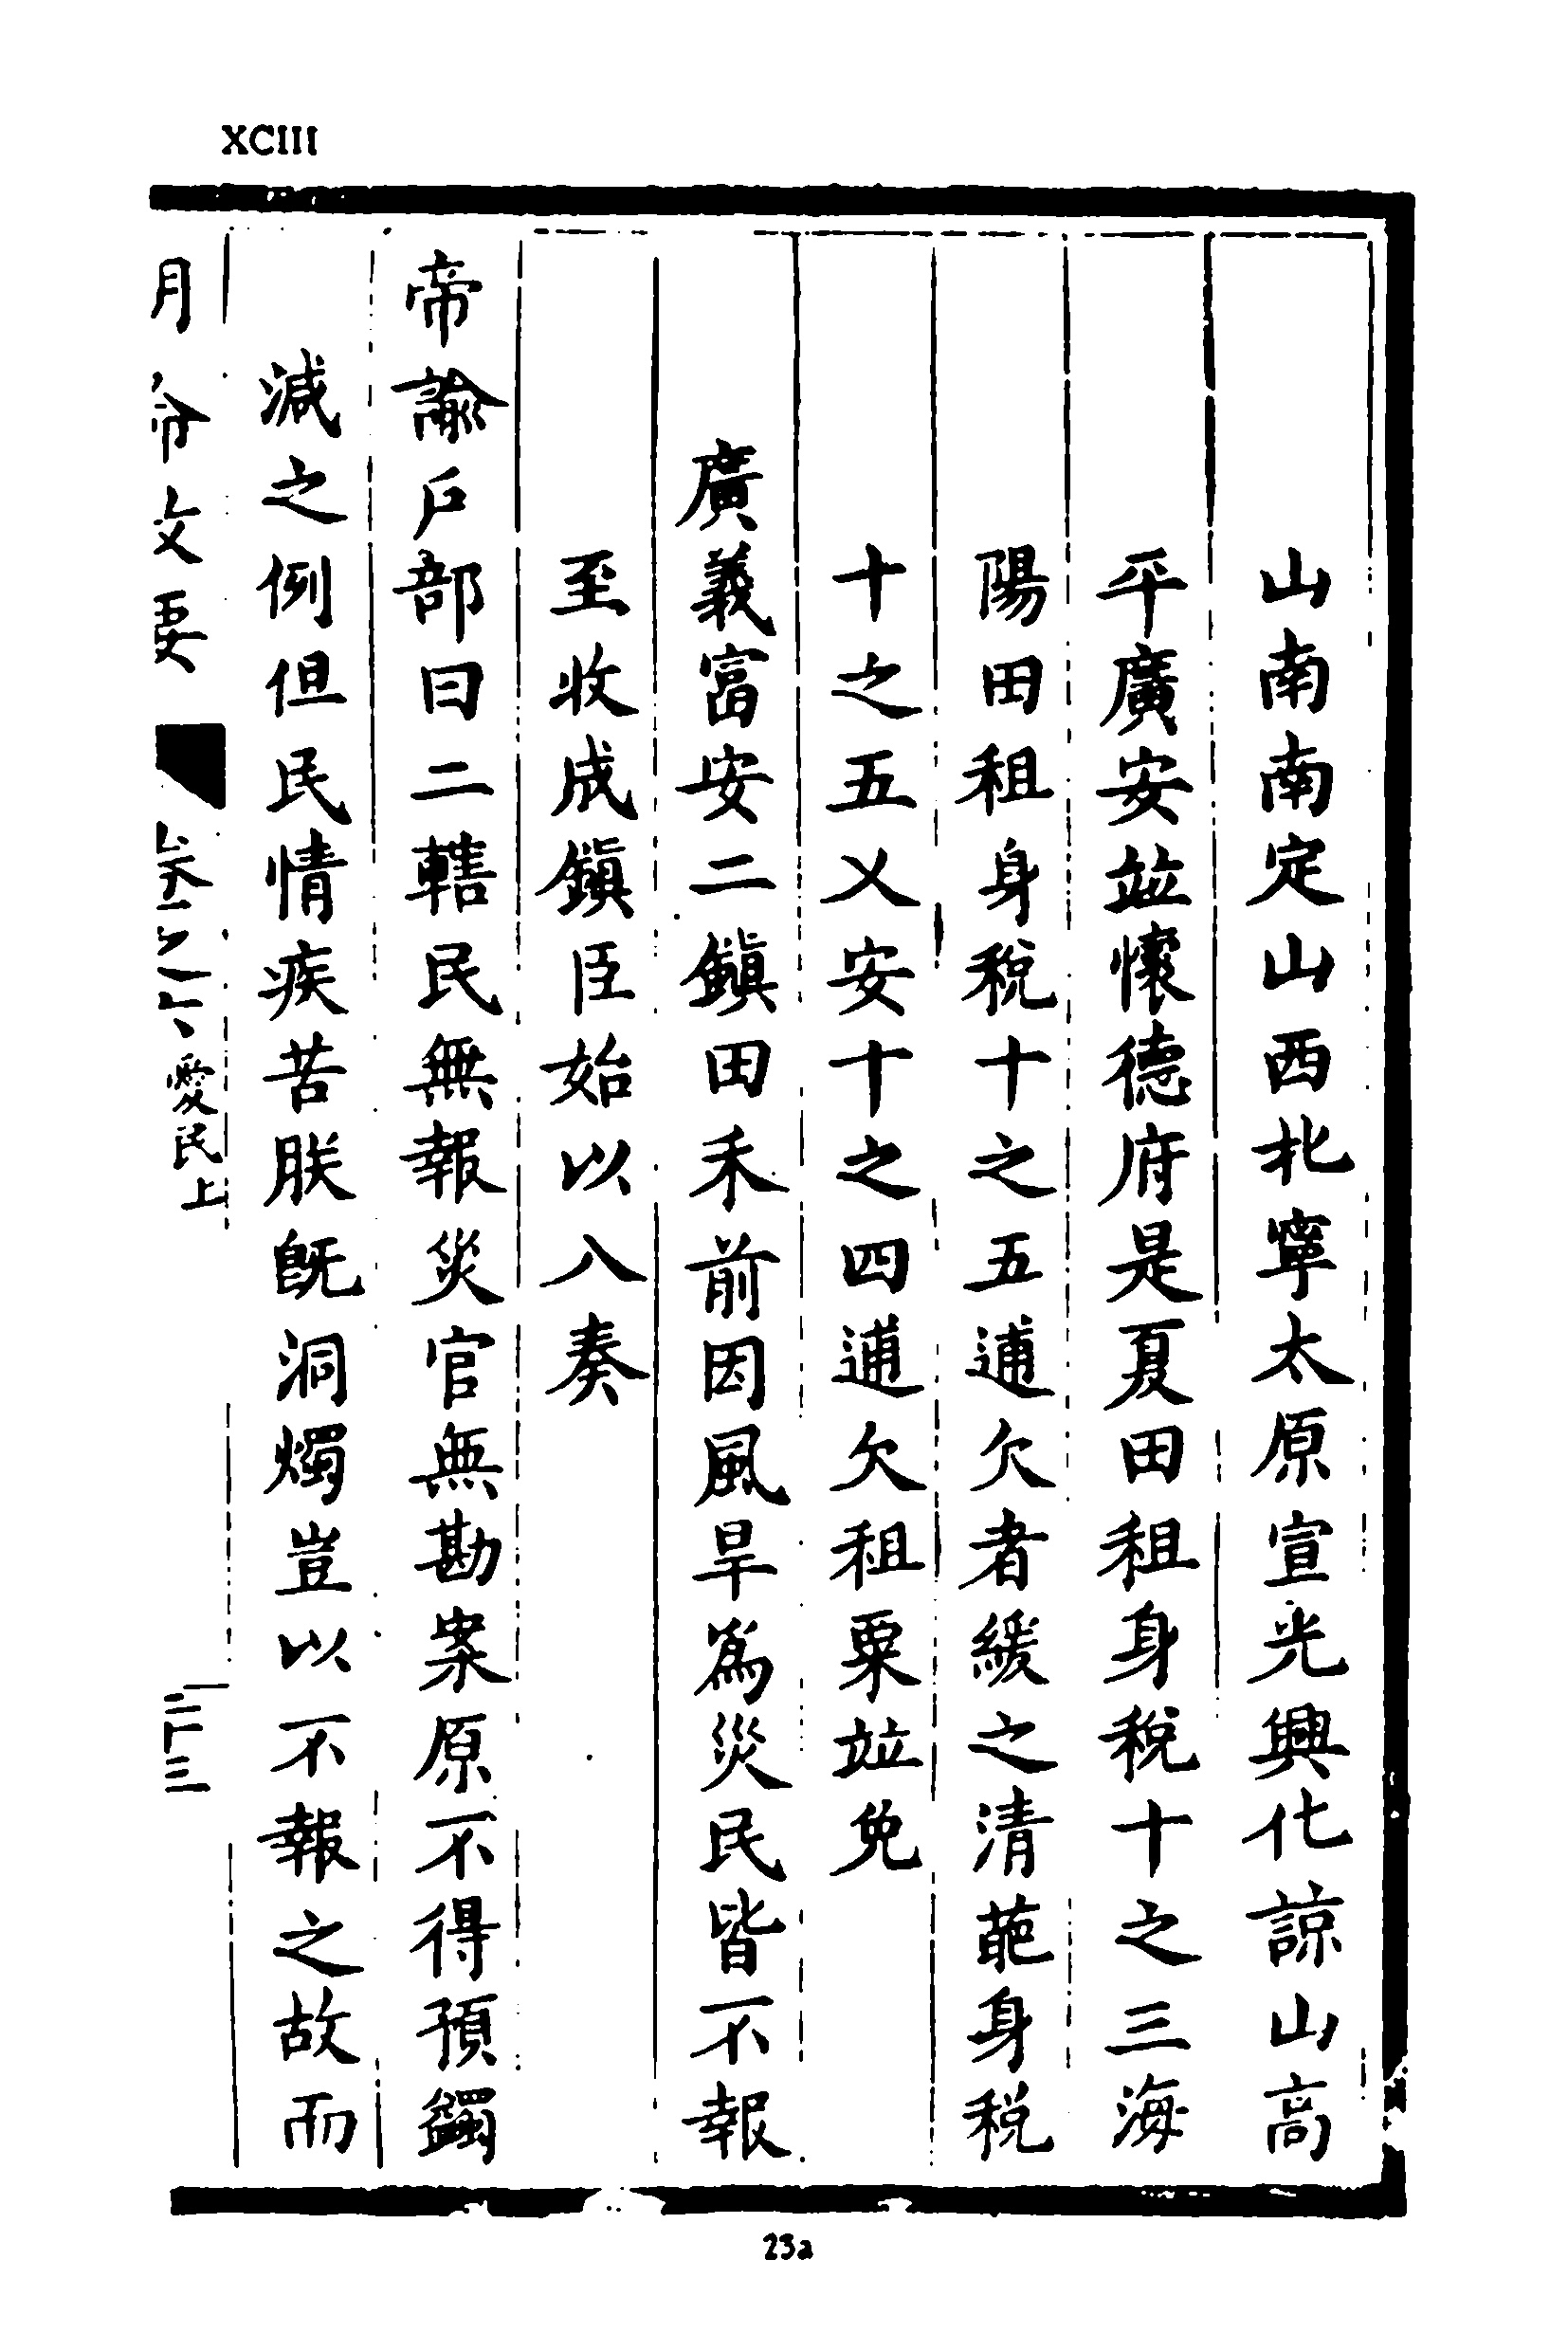 XCIII
山南南定山西北寧太原宣光興化諒山高
平廣安竝懷德府是夏田租身稅十之三海
陽田租身稅十之五逋欠者緩之清葩身稅
十之五乂安十之四逋欠租粟竝免
廣義富安二鎮田禾前因風旱爲災民皆不報
至收成鎮臣始以入奏
帝諭戶部曰二轄民無報災官無勘案原不得預蠲
減之例但民情疾苦朕旣洞燭豈以不報之故而
明命文要 卷之六 愛民上 二十三
23a